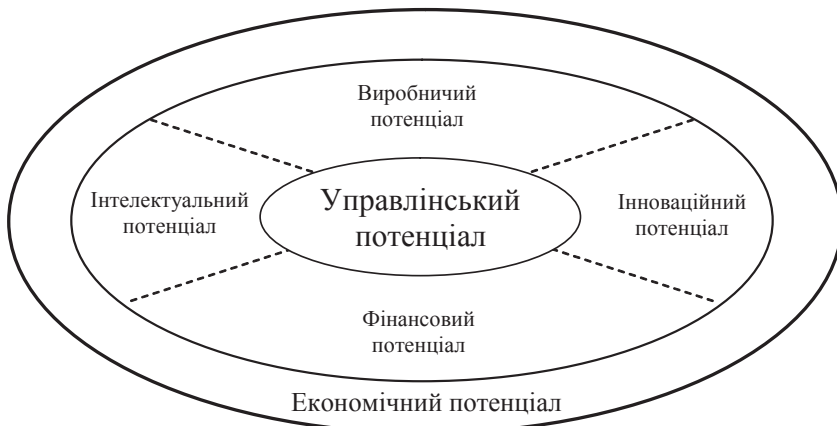 Виробничий
потенціал
Інтелектуальний
потенціал
Управлінський
потенціал
Інноваційний
потенціал
Фінансовий
потенціал
Економічний потенціал